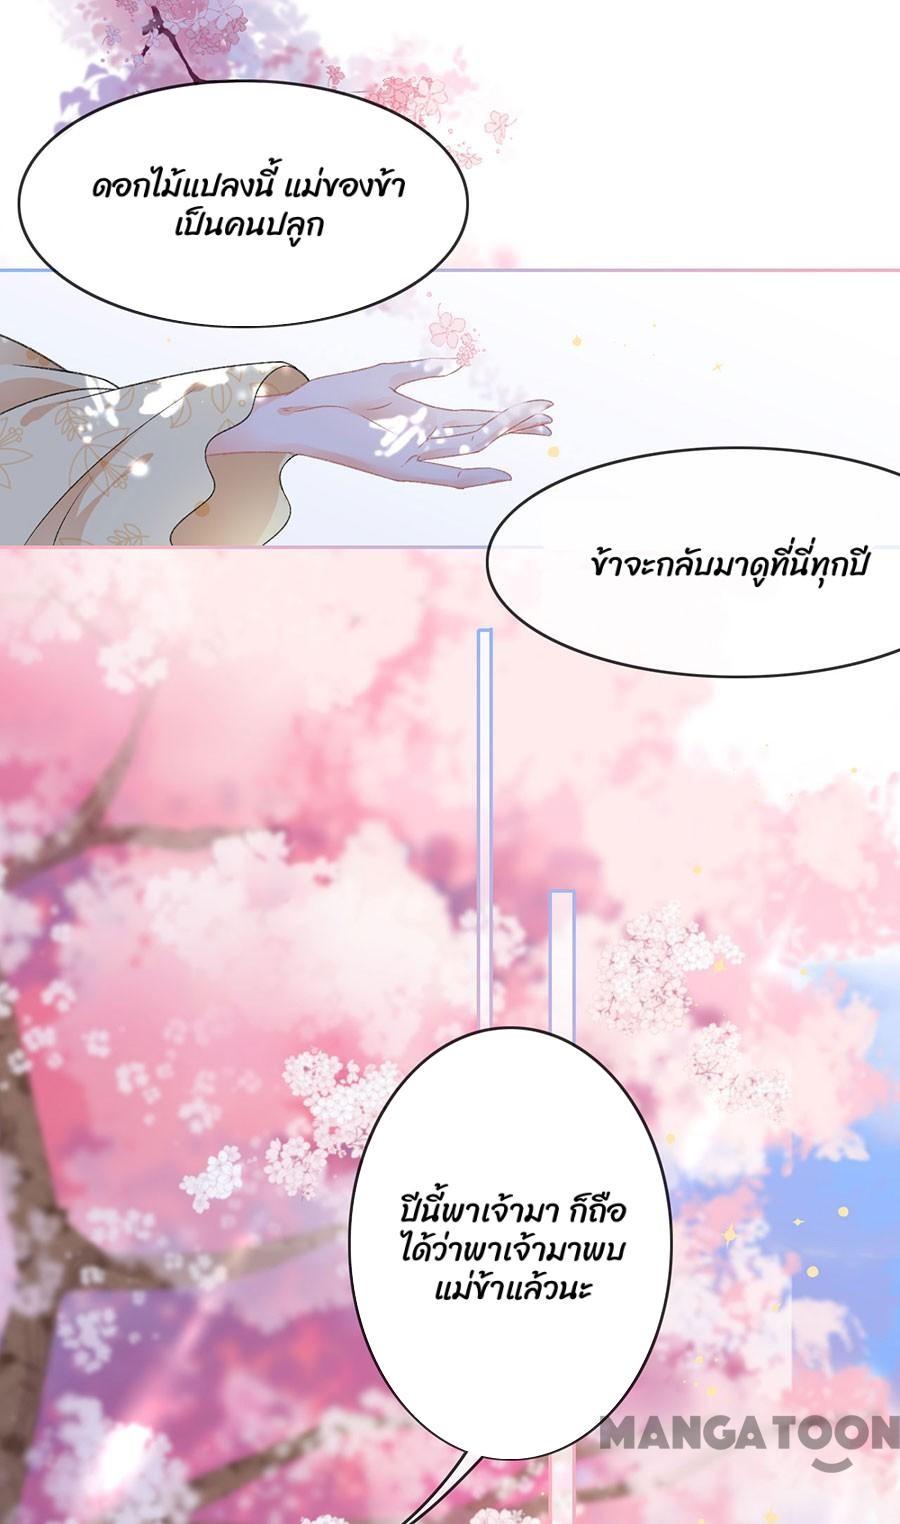 ดอกไม้แปลงนี้ แม่ของข้า
เป็นคนปลูก
ข้าจะกลับมาดูที่นี่ทุกปี
ปีนี้พาเจ้ามา ก็ถือ
ได้ว่าพาเจ้ามาพบ
แม่ข้าแล้วนะ
MANGATOON